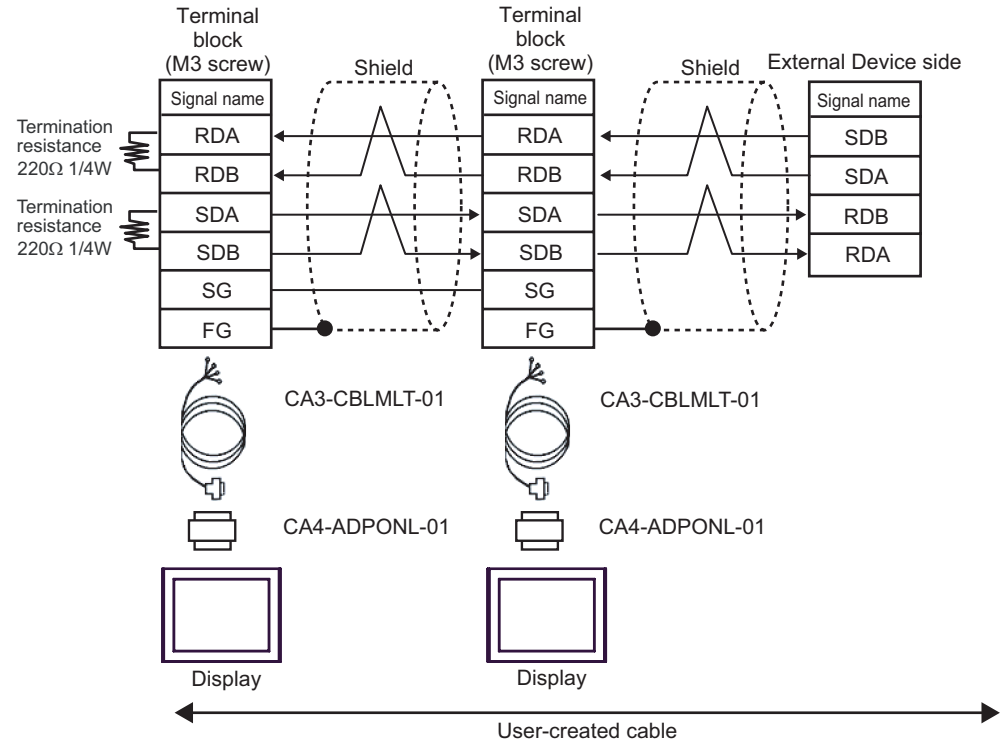 Terminal
block
(M3 screw)
Terminal
block
(M3 screw)
Shield
Shield
External Device side
Signal name
Signal name
Signal name
Termination
resistance
220Ω 1/4W
RDA
RDA
SDB
RDB
RDB
SDA
Termination
resistance
220Ω 1/4W
SDA
SDA
RDB
SDB
SDB
RDA
SG
SG
FG
FG
CA3-CBLMLT-01
CA3-CBLMLT-01
CA4-ADPONL-01
CA4-ADPONL-01
Display
Display
User-created cable